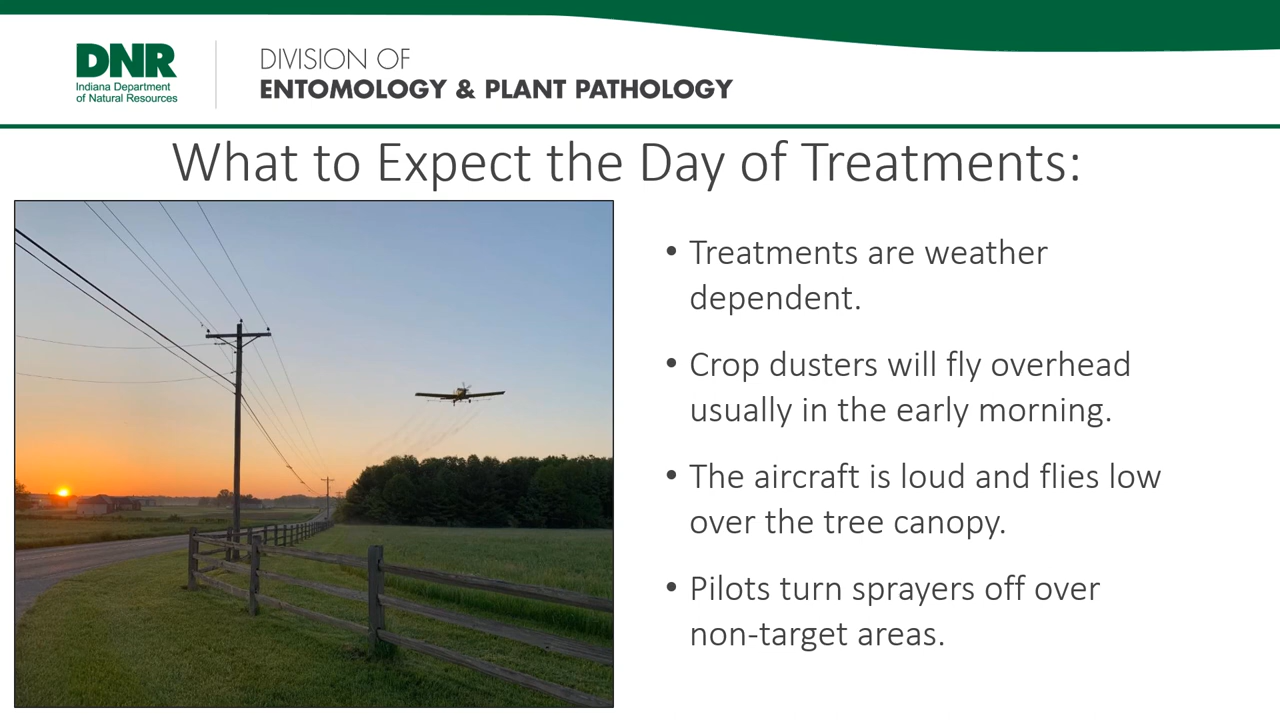 DNR
Indiana Department
of Natural Resources
DIVISION OF
ENTOMOLOGY & PLANT PATHOLOGY
What to Expect the Day of Treatments:
• Treatments are weather
dependent.
• Crop dusters will fly overhead
usually in the early morning.
• The aircraft is loud and flies low
over the tree canopy.
• Pilots turn sprayers off over
non-target areas.